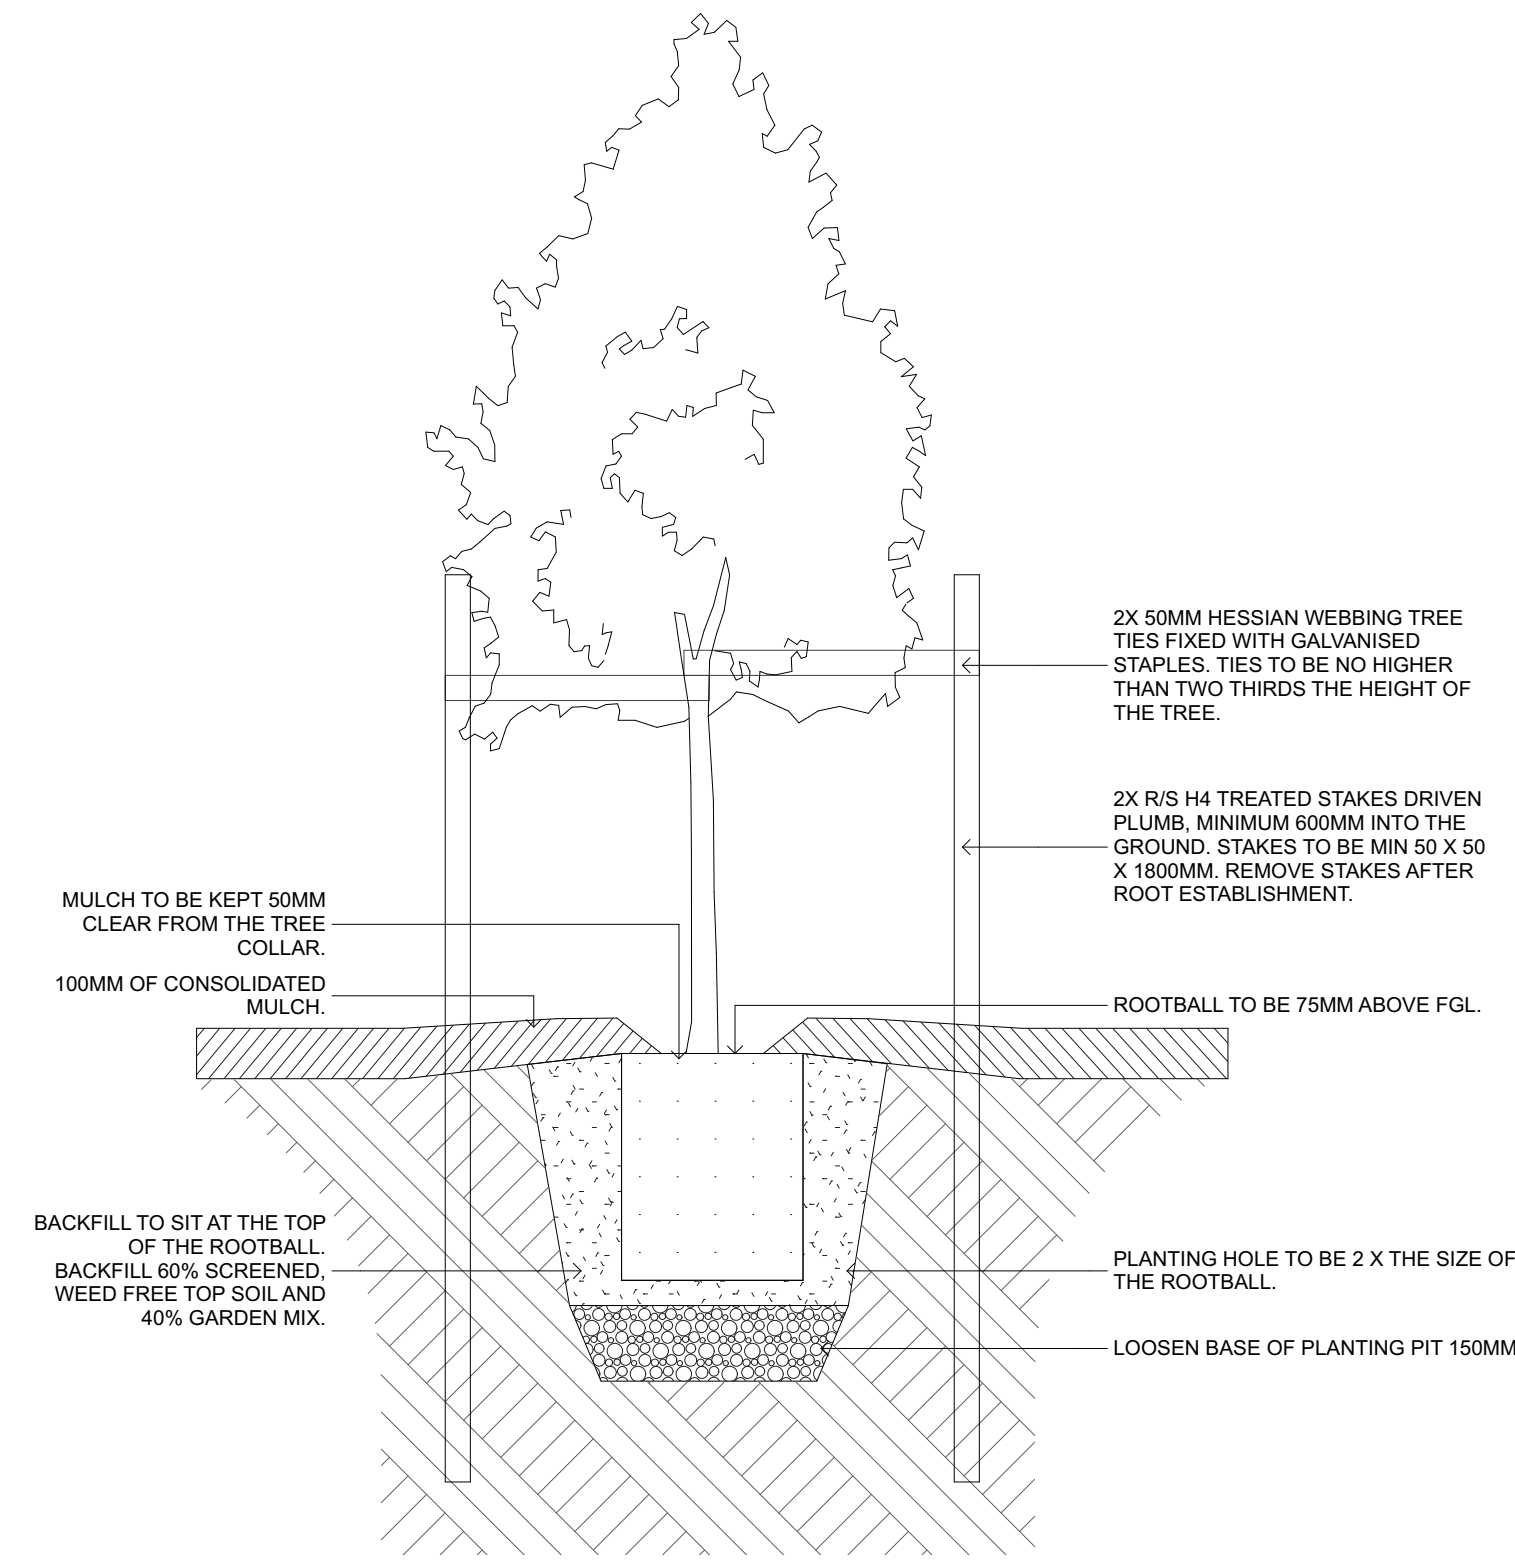 2X 50MM HESSIAN WEBBING TREE
TIES FIXED WITH GALVANISED
STAPLES. TIES TO BE NO HIGHER
THAN TWO THIRDS THE HEIGHT OF
THE TREE.
2X R/S H4 TREATED STAKES DRIVEN
PLUMB, MINIMUM 600MM INTO THE
GROUND. STAKES TO BE MIN 50 X 50
X 1800MM. REMOVE STAKES AFTER
ROOT ESTABLISHMENT.
MULCH TO BE KEPT 50MM
CLEAR FROM THE TREE
COLLAR.
100MM OF CONSOLIDATED
MULCH.
ROOTBALL TO BE 75MM ABOVE FGL.
BACKFILL TO SIT AT THE TOP
OF THE ROOTBALL.
BACKFILL 60% SCREENED,
WEED FREE TOP SOIL AND
40% GARDEN MIX.
PLANTING HOLE TO BE 2 X THE SIZE OF
THE ROOTBALL.
LOOSEN BASE OF PLANTING PIT 150MM